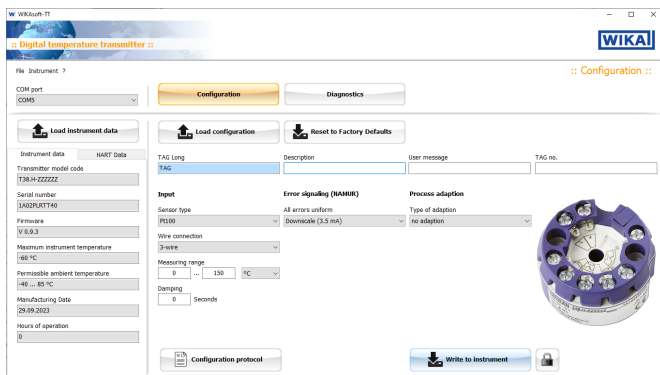 WIKAsoft-TT
:: Digital temperature transmitter ::
WIKA
File Instrument ?
:: Configuration ::
COM port
COM5
Configuration
Diagnostics
Load instrument data
Load configuration
Reset to Factory Defaults
Instrument data
HART Data
TAG Long
Description
User message
TAG no.
TAG
Transmitter model code
T38.H-ZZZZZZ
Serial number
1A02PLRTT40
Firmware
V 0.9.3
Maximum instrument temperature
-60 °C
Permissible ambient temperature
-40 ... 85 °C
Manufacturing Date
29.09.2023
Hours of operation
0
Input
Error signaling (NAMUR)
Process adaption
Sensor type
All errors uniform
Type of adaption
Pt100
Downscale (3.5 mA)
no adaption
Wire connection
3-wire
Measuring range
0 ... 150 °C
Damping
0 Seconds
Configuration protocol
Write to instrument